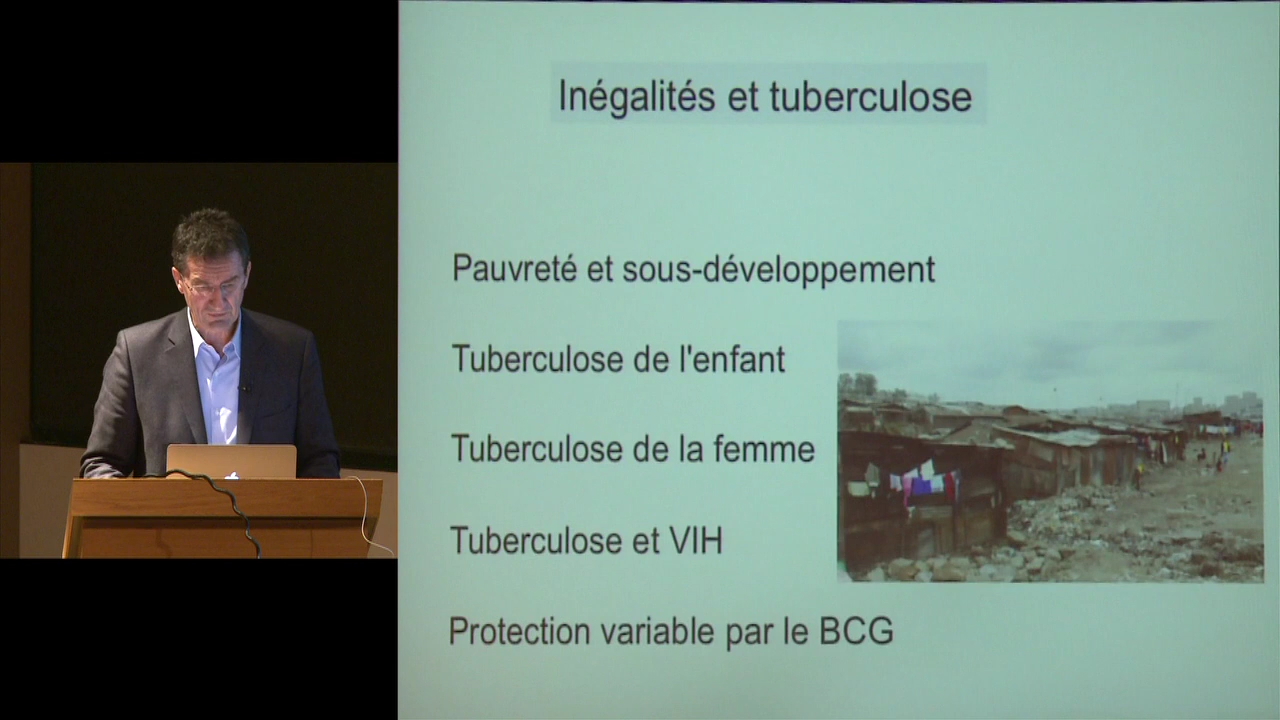 Inégalités et tuberculose
Pauvreté et sous-développement
Tuberculose de l'enfant
Tuberculose de la femme
Tuberculose et VIH
Protection variable par le BCG